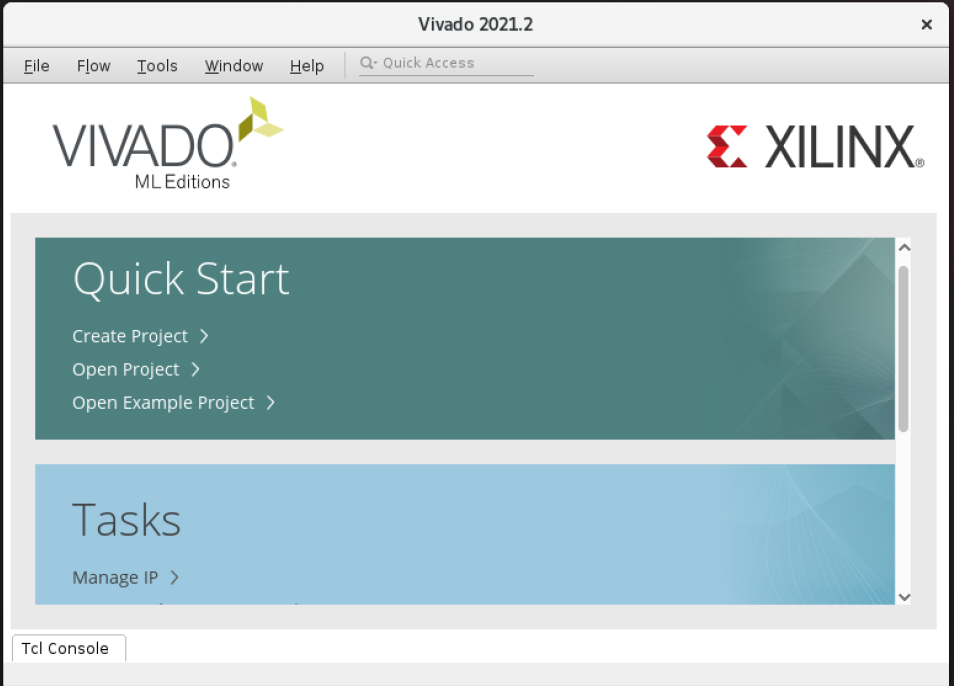 Vivado 2021.2
File Flow Tools Window Help Quick Access
VIVADO®
ML Editions
XILINX®
Quick Start
Create Project
Open Project
Open Example Project
Tasks
Manage IP
Tcl Console